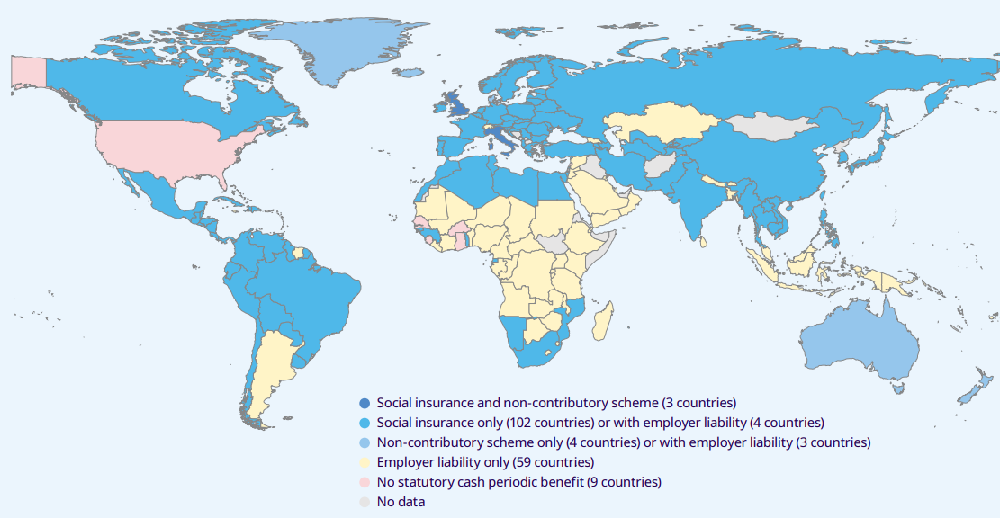 Social insurance and non-contributory scheme (3 countries)
Social insurance only (102 countries) or with employer liability (4 countries)
Non-contributory scheme only (4 countries) or with employer liability (3 countries)
Employer liability only (59 countries)
No statutory cash periodic benefit (9 countries)
No data